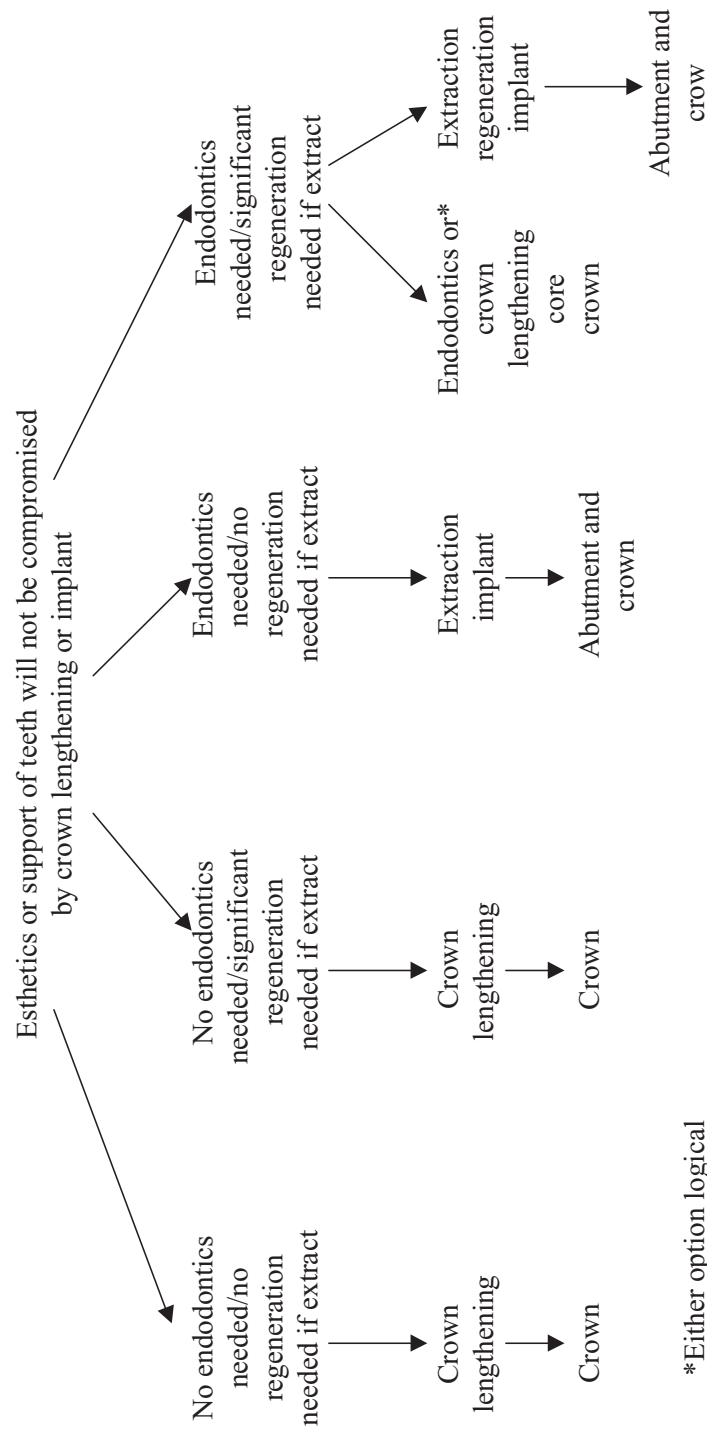 Esthetics or support of teeth will not be compromised
by crown lengthening or implant
No endodontics
needed/no
regeneration
needed if extract
Crown
lengthening
Crown
No endodontics
needed/significant
regeneration
needed if extract
Crown
lengthening
Crown
Endodontics
needed/no
regeneration
needed if extract
Extraction
implant
Abutment and
crown
Endodontics
needed/significant
regeneration
needed if extract
Endodontics or*
crown
lengthening
core
crown
Extraction
regeneration
implant
Abutment and
crow
*Either option logical